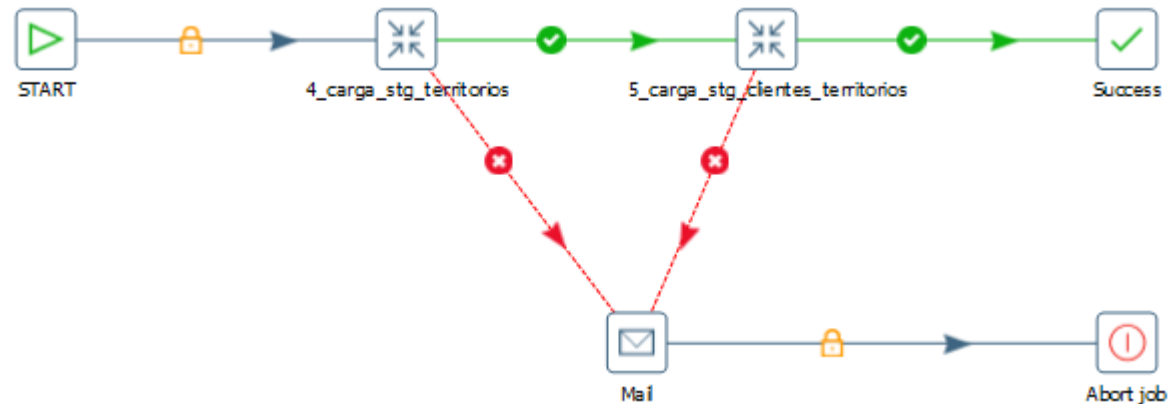 START
4_carga_stg_territorios
5_carga_stg_clientes_territorios
Success
Mail
Abort job